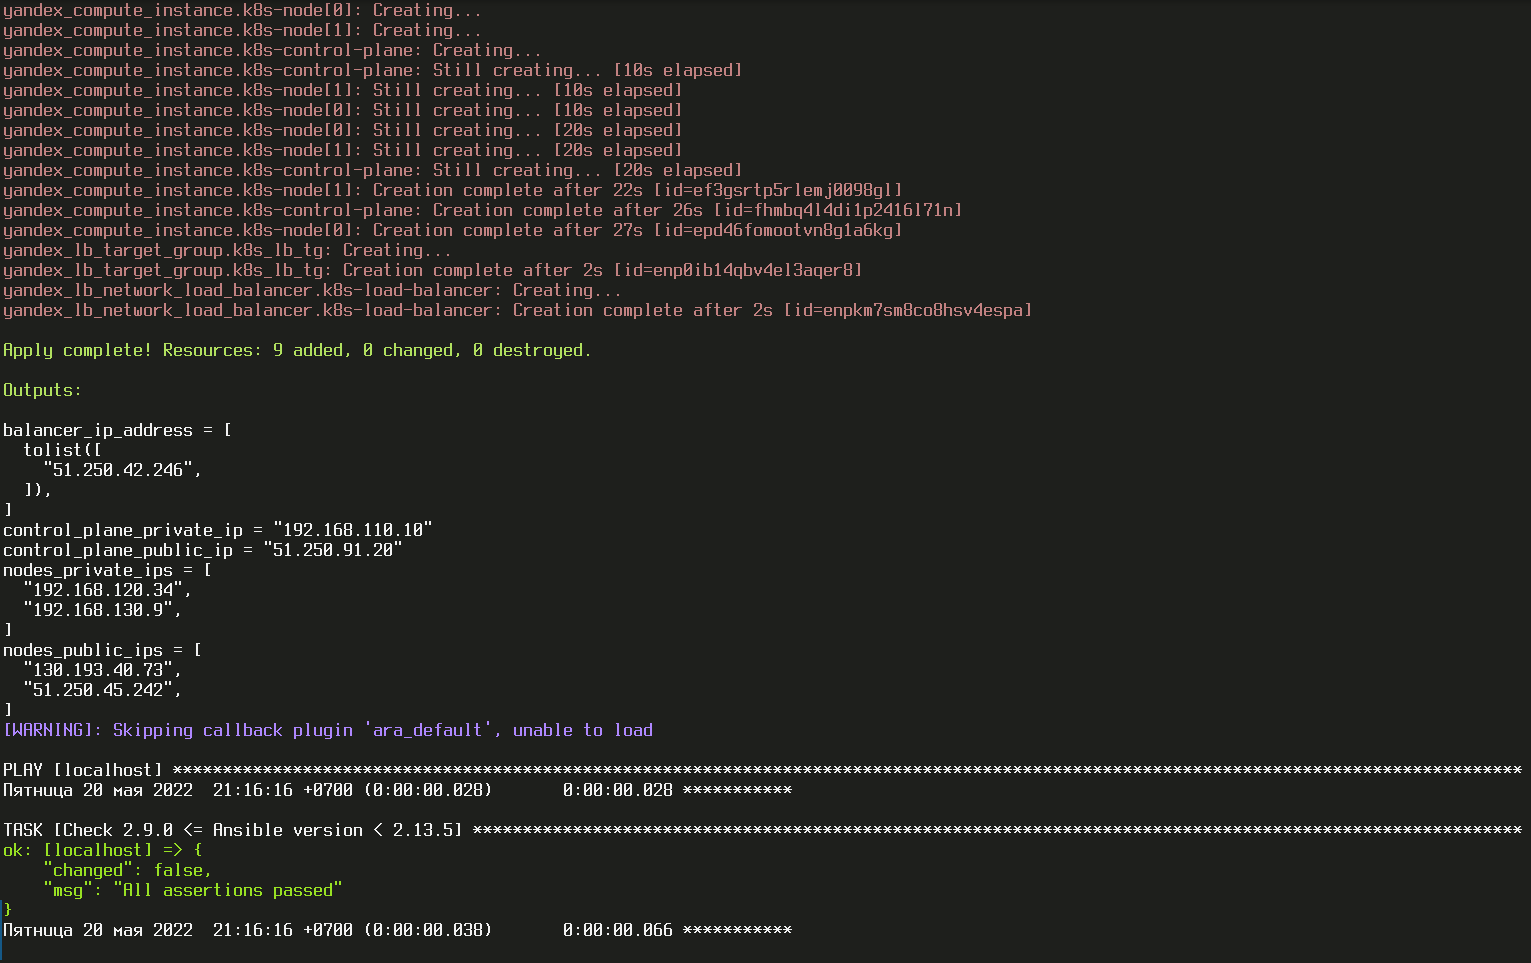 yandex_compute_instance.k8s-node[0]: Creating...
yandex_compute_instance.k8s-node[1]: Creating...
yandex_compute_instance.k8s-control-plane: Creating...
yandex_compute_instance.k8s-control-plane: Still creating... [10s elapsed]
yandex_compute_instance.k8s-node[1]: Still creating... [10s elapsed]
yandex_compute_instance.k8s-node[0]: Still creating... [10s elapsed]
yandex_compute_instance.k8s-node[0]: Still creating... [20s elapsed]
yandex_compute_instance.k8s-node[1]: Still creating... [20s elapsed]
yandex_compute_instance.k8s-control-plane: Still creating... [20s elapsed]
yandex_compute_instance.k8s-node[1]: Creation complete after 22s [id=ef3gsrtp5rlemj0098gl]
yandex_compute_instance.k8s-control-plane: Creation complete after 26s [id=fhmbq4l4di1p2416l71n]
yandex_compute_instance.k8s-node[0]: Creation complete after 27s [id=epd46fomootvn8g1a6kg]
yandex_lb_target_group.k8s_lb_tg: Creating...
yandex_lb_target_group.k8s_lb_tg: Creation complete after 2s [id=enp0ib14qbv4el3aqer8]
yandex_lb_network_load_balancer.k8s-load-balancer: Creating...
yandex_lb_network_load_balancer.k8s-load-balancer: Creation complete after 2s [id=enpkm7sm8co8hsv4espa]
Apply complete! Resources: 9 added, 0 changed, 0 destroyed.
Outputs:
balancer_ip_address = [
  tolist([
    "51.250.42.246",
  ]),
]
control_plane_private_ip = "192.168.110.10"
control_plane_public_ip = "51.250.91.20"
nodes_private_ips = [
  "192.168.120.34",
  "192.168.130.9",
]
nodes_public_ips = [
  "130.193.40.73",
  "51.250.45.242",
]
[WARNING]: Skipping callback plugin 'ara_default', unable to load
PLAY [localhost] ***************************************************************************************************************************************
Пятница 20 мая 2022  21:16:16 +0700 (0:00:00.028)       0:00:00.028 ***********
TASK [Check 2.9.0 <= Ansible version < 2.13.5] *********************************************************************************************************
ok: [localhost] => {
    "changed": false,
    "msg": "All assertions passed"
}
Пятница 20 мая 2022  21:16:16 +0700 (0:00:00.038)       0:00:00.066 ***********